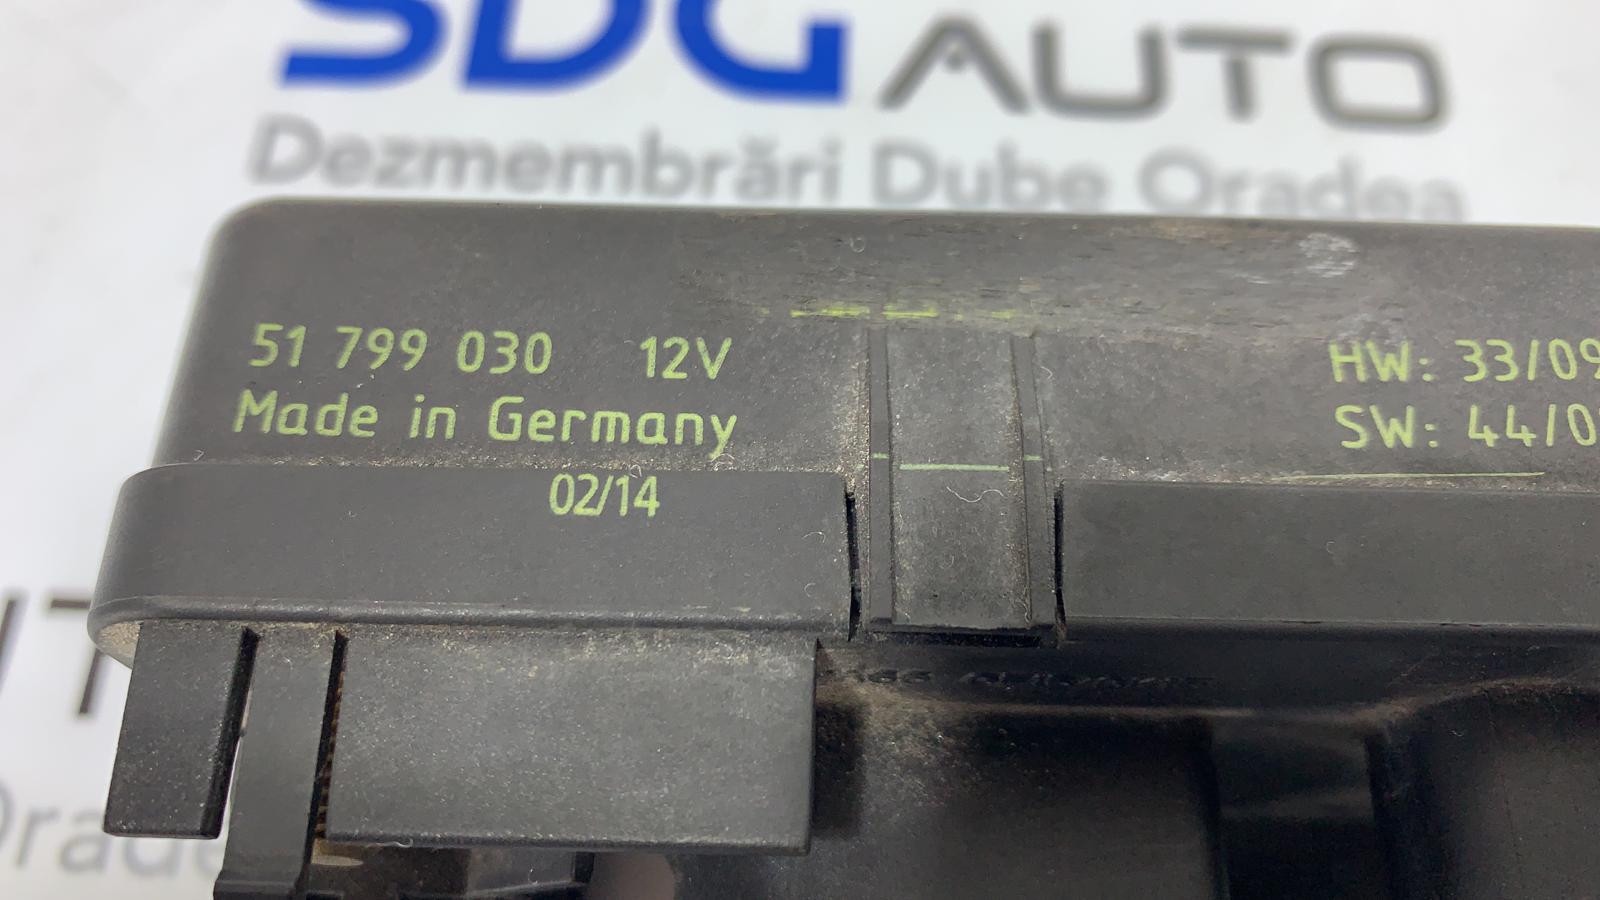 SDG AUTO
Dezmembrări Dube Oradea
51 799 030 12V
Made in Germany
02/14
HW: 33/09
SW: 44/0